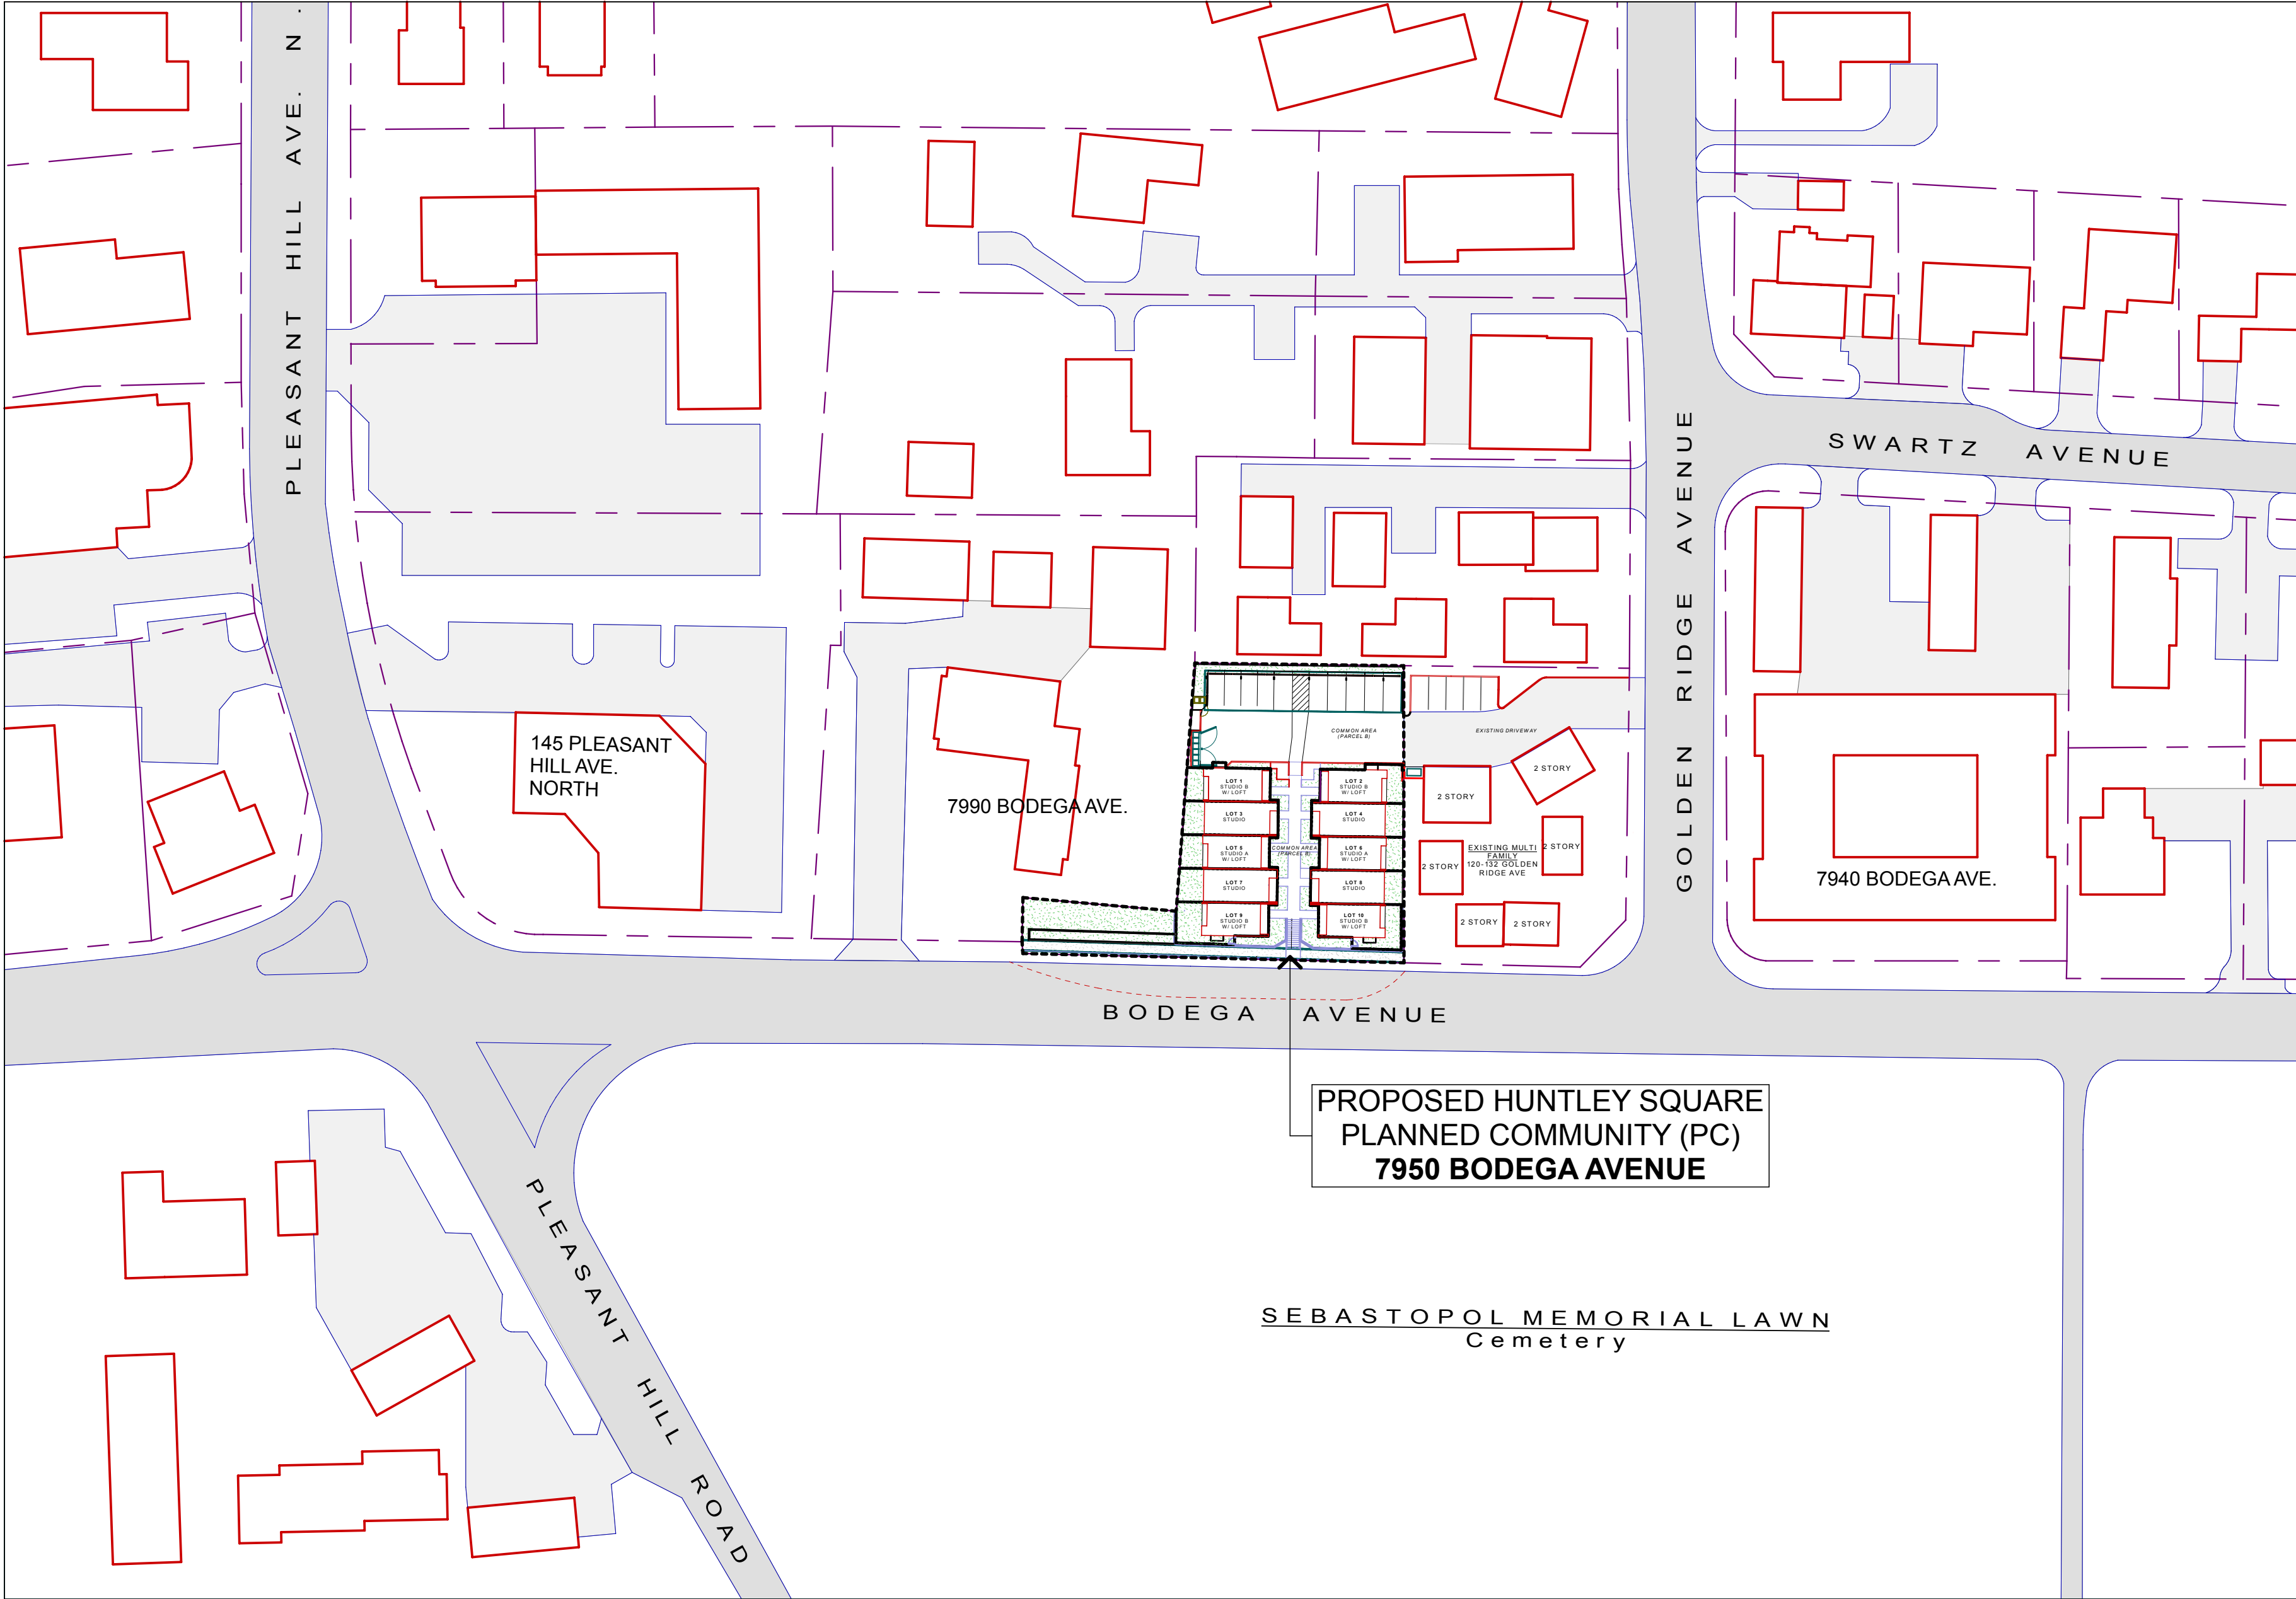 PLEASANT HILL AVE. N.
SWARTZ AVENUE
GOLDEN RIDGE AVENUE
145 PLEASANT
HILL AVE.
NORTH
7990 BODEGA AVE.
COMMON AREA
(PARCEL B)
EXISTING DRIVEWAY
2 STORY
2 STORY
LOT 1
STUDIO B
W/ LOFT
LOT 2
STUDIO B
W/ LOFT
LOT 3
STUDIO
LOT 4
STUDIO
LOT 5
STUDIO A
W/ LOFT
COMMON AREA
(PARCEL B)
LOT 6
STUDIO A
W/ LOFT
LOT 7
STUDIO
LOT 8
STUDIO
LOT 9
STUDIO B
W/ LOFT
LOT 10
STUDIO B
W/ LOFT
2 STORY
EXISTING MULTI
FAMILY
120-132 GOLDEN
RIDGE AVE
2 STORY
2 STORY
2 STORY
7940 BODEGA AVE.
BODEGA AVENUE
PROPOSED HUNTLEY SQUARE
PLANNED COMMUNITY (PC)
7950 BODEGA AVENUE
PLEASANT HILL ROAD
SEBASTOPOL MEMORIAL LAWN
Cemetery